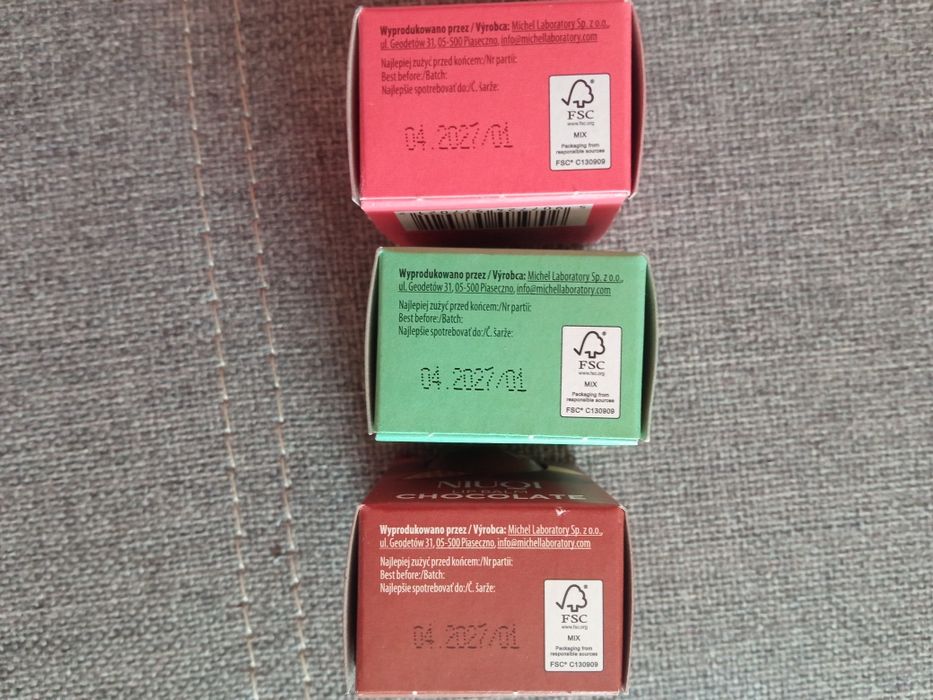 Wyprodukowano przez / Výrobca: Michel Laboratory Sp. z o.o.,
ul. Geodetów 31, 05-500 Piaseczno, info@michellaboratory.com
Najlepiej zużyć przed końcem:/Nr partii:
Best before:/Batch:
Najlepšie spotrebovať do:/Č. šarže:
04.2027/01
FSC
www.fsc.org
MIX
Packaging from
responsible sources
FSC® C130909
Wyprodukowano przez / Výrobca: Michel Laboratory Sp. z o.o.,
ul. Geodetów 31, 05-500 Piaseczno, info@michellaboratory.com
Najlepiej zużyć przed końcem:/Nr partii:
Best before:/Batch:
Najlepšie spotrebovať do:/Č. šarže:
04.2027/01
FSC
www.fsc.org
MIX
Packaging from
responsible sources
FSC® C130909
NIUQI
LIP BALM
CHOCOLATE
Wyprodukowano przez / Výrobca: Michel Laboratory Sp. z o.o.,
ul. Geodetów 31, 05-500 Piaseczno, info@michellaboratory.com
Najlepiej zużyć przed końcem:/Nr partii:
Best before:/Batch:
Najlepšie spotrebovať do:/Č. šarže:
04.2027/01
FSC
www.fsc.org
MIX
Packaging from
responsible sources
FSC® C130909